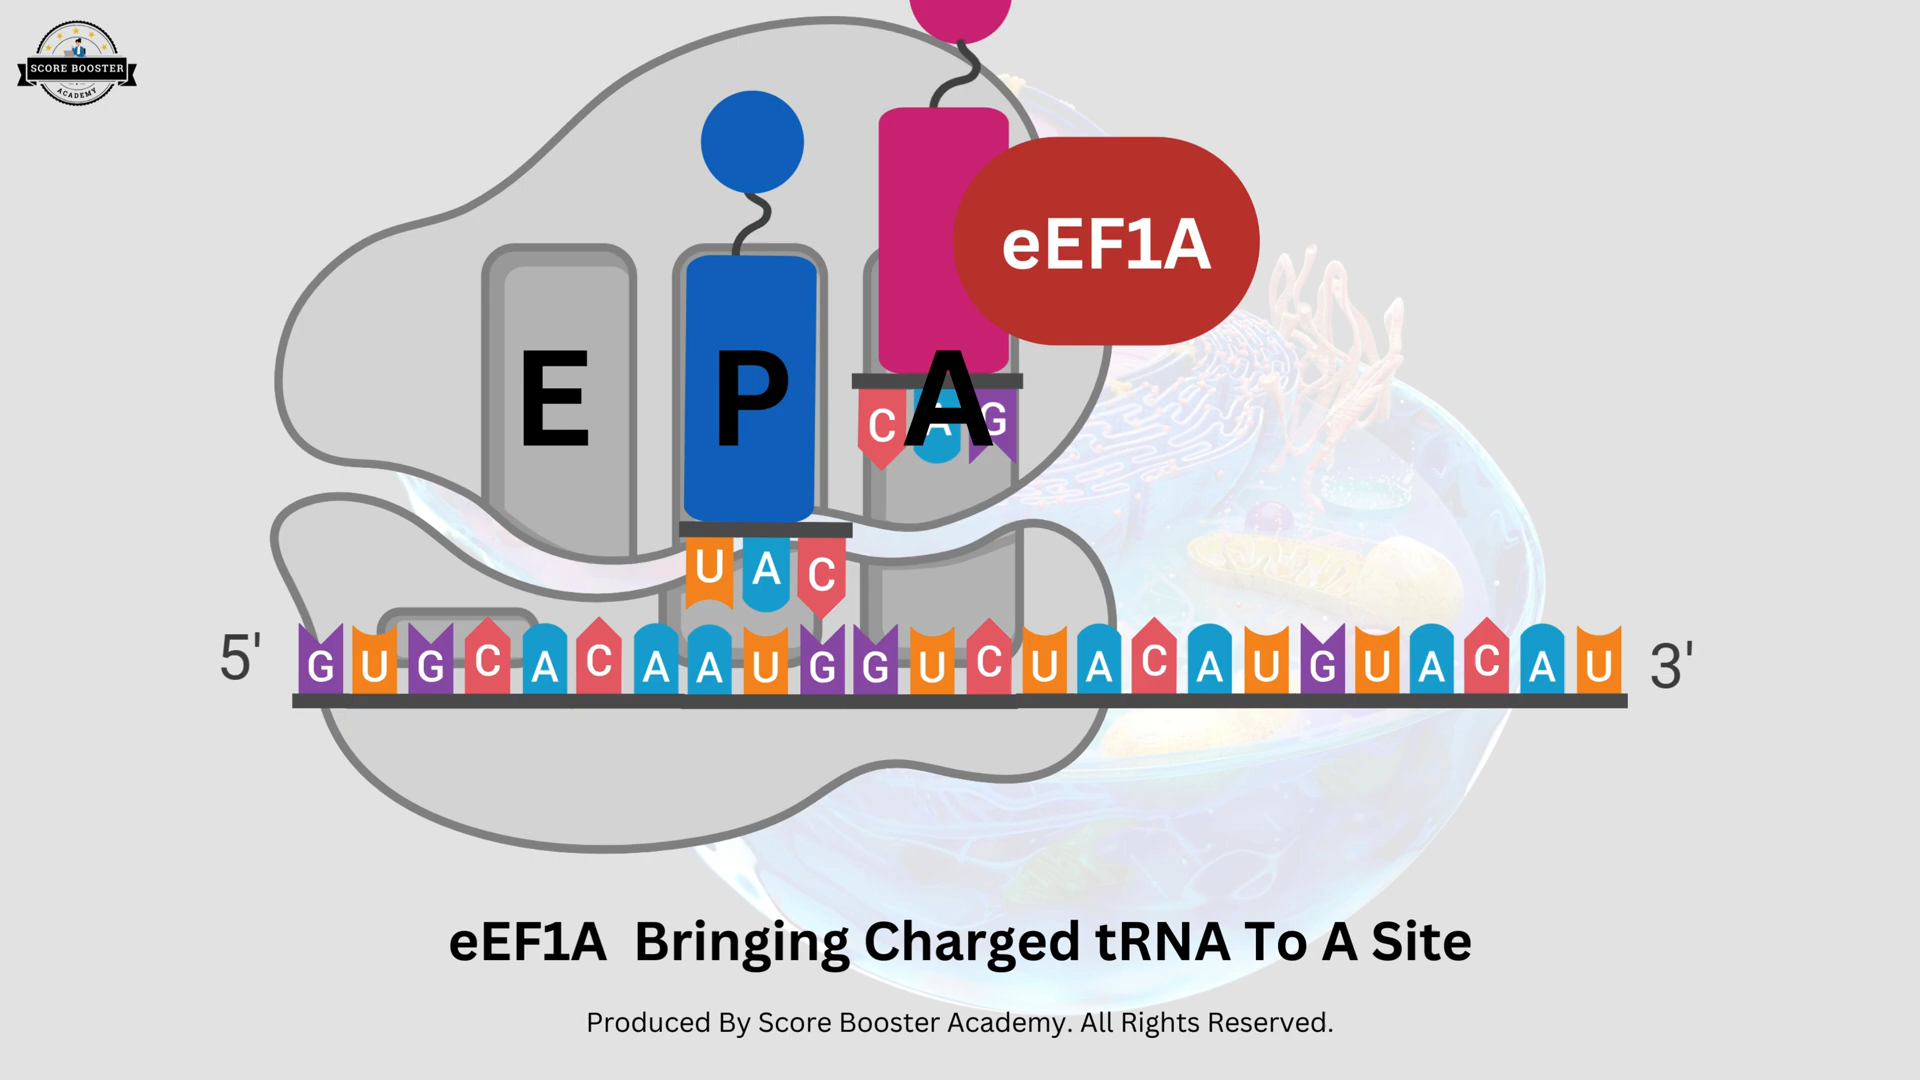 SCORE BOOSTER
ACADEMY
eEF1A
E P A
C A G
U A C
5' G U G C A C A A U G G U C U A C A U G U A C A U 3'
eEF1A Bringing Charged tRNA To A Site
Produced By Score Booster Academy. All Rights Reserved.